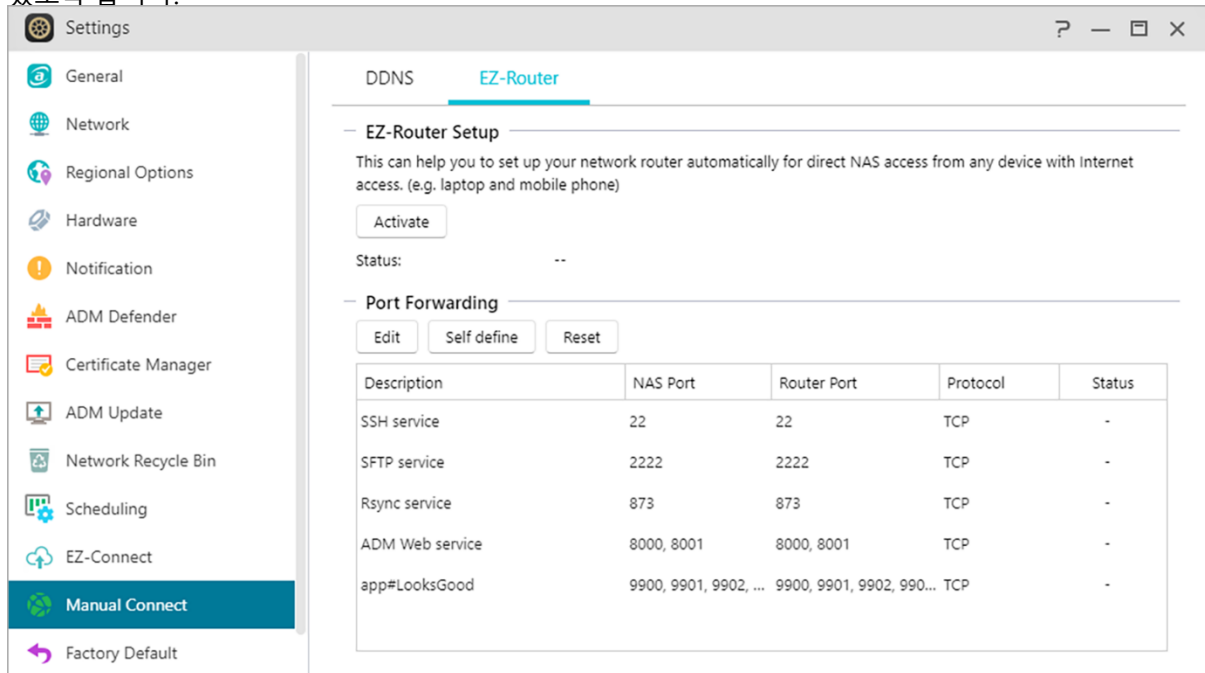 Settings
General
Network
Regional Options
Hardware
Notification
ADM Defender
Certificate Manager
ADM Update
Network Recycle Bin
Scheduling
EZ-Connect
Manual Connect
Factory Default
DDNS EZ-Router
EZ-Router Setup
This can help you to set up your network router automatically for direct NAS access from any device with Internet
access. (e.g. laptop and mobile phone)
Activate
Status: --
Port Forwarding
Edit Self define Reset
Description NAS Port Router Port Protocol Status
SSH service 22 22 TCP -
SFTP service 2222 2222 TCP -
Rsync service 873 873 TCP -
ADM Web service 8000, 8001 8000, 8001 TCP -
app#LooksGood 9900, 9901, 9902, ... 9900, 9901, 9902, 990... TCP -